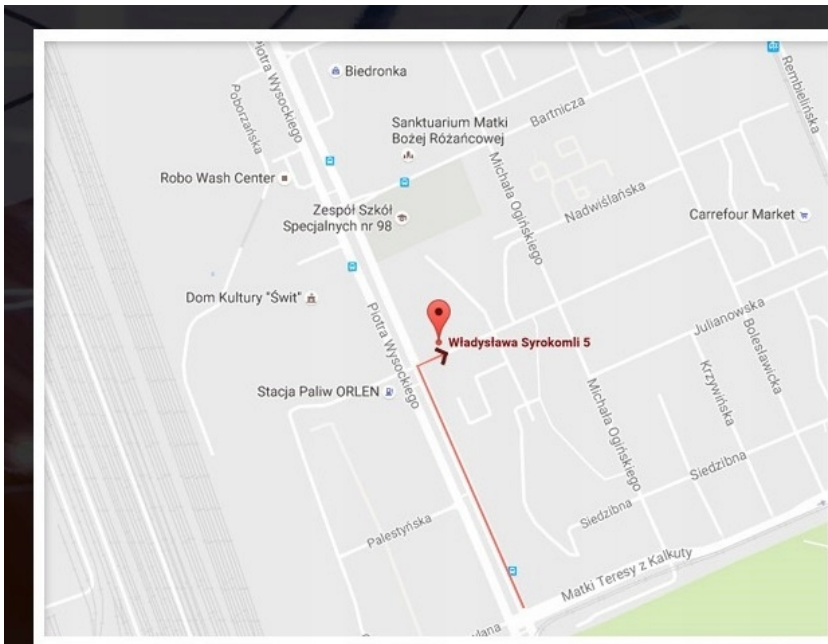 Piotra Wysockiego
Biedronka
Rembielińska
Poborzańska
Bartnicza
Sanktuarium Matki
Bożej Różańcowej
Michała Ogińskiego
Robo Wash Center
Nadwiślańska
Zespół Szkół
Specjalnych nr 98
Carrefour Market
Dom Kultury "Świt"
Piotra Wysockiego
Władysława Syrokomli 5
Julianowska
Bolesławicka
Krzywińska
Stacja Paliw ORLEN
Michała Ogińskiego
Siedzibna
Siedzibna
Palestyńska
Matki Teresy z Kalkuty